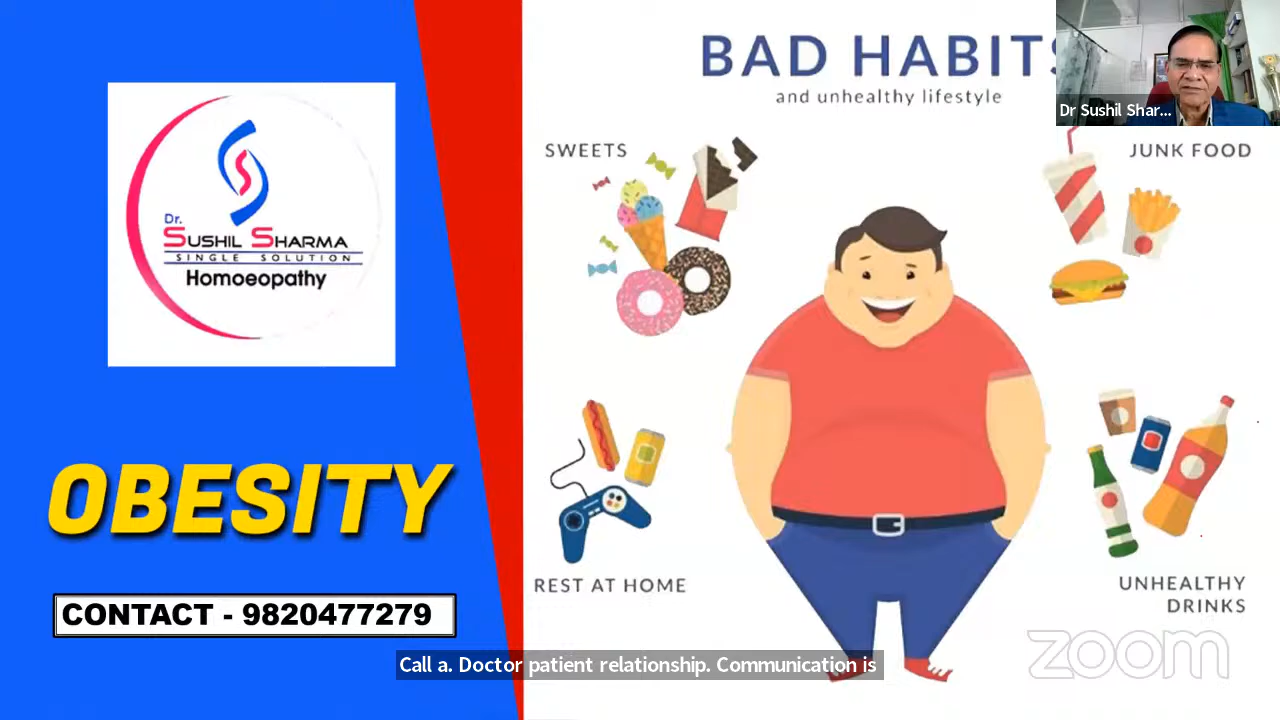 Dr.
SUSHIL SHARMA
SINGLE SOLUTION
Homoeopathy
OBESITY
CONTACT - 9820477279
BAD HABITS
and unhealthy lifestyle
Dr Sushil Shar...
SWEETS
JUNK FOOD
REST AT HOME
UNHEALTHY
DRINKS
zoom
Call a. Doctor patient relationship. Communication is